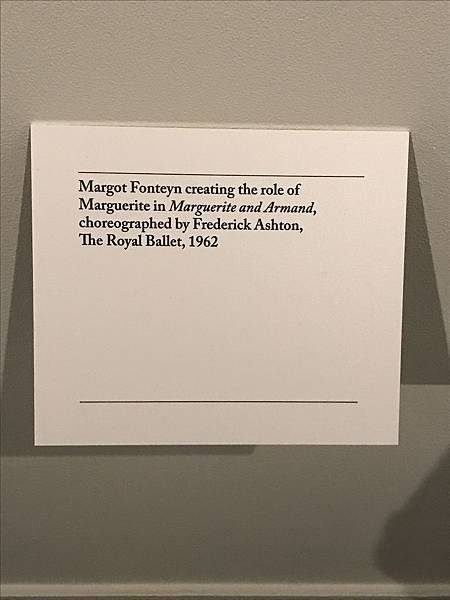 Margot Fonteyn creating the role of
Marguerite in Marguerite and Armand,
choreographed by Frederick Ashton,
The Royal Ballet, 1962